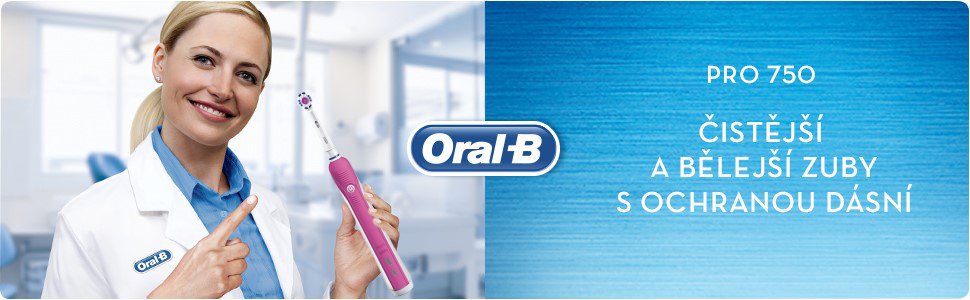 Oral-B
Oral-B
PRO 750
ČISTĚJŠÍ
A BĚLEJŠÍ ZUBY
S OCHRANOU DÁSNÍ